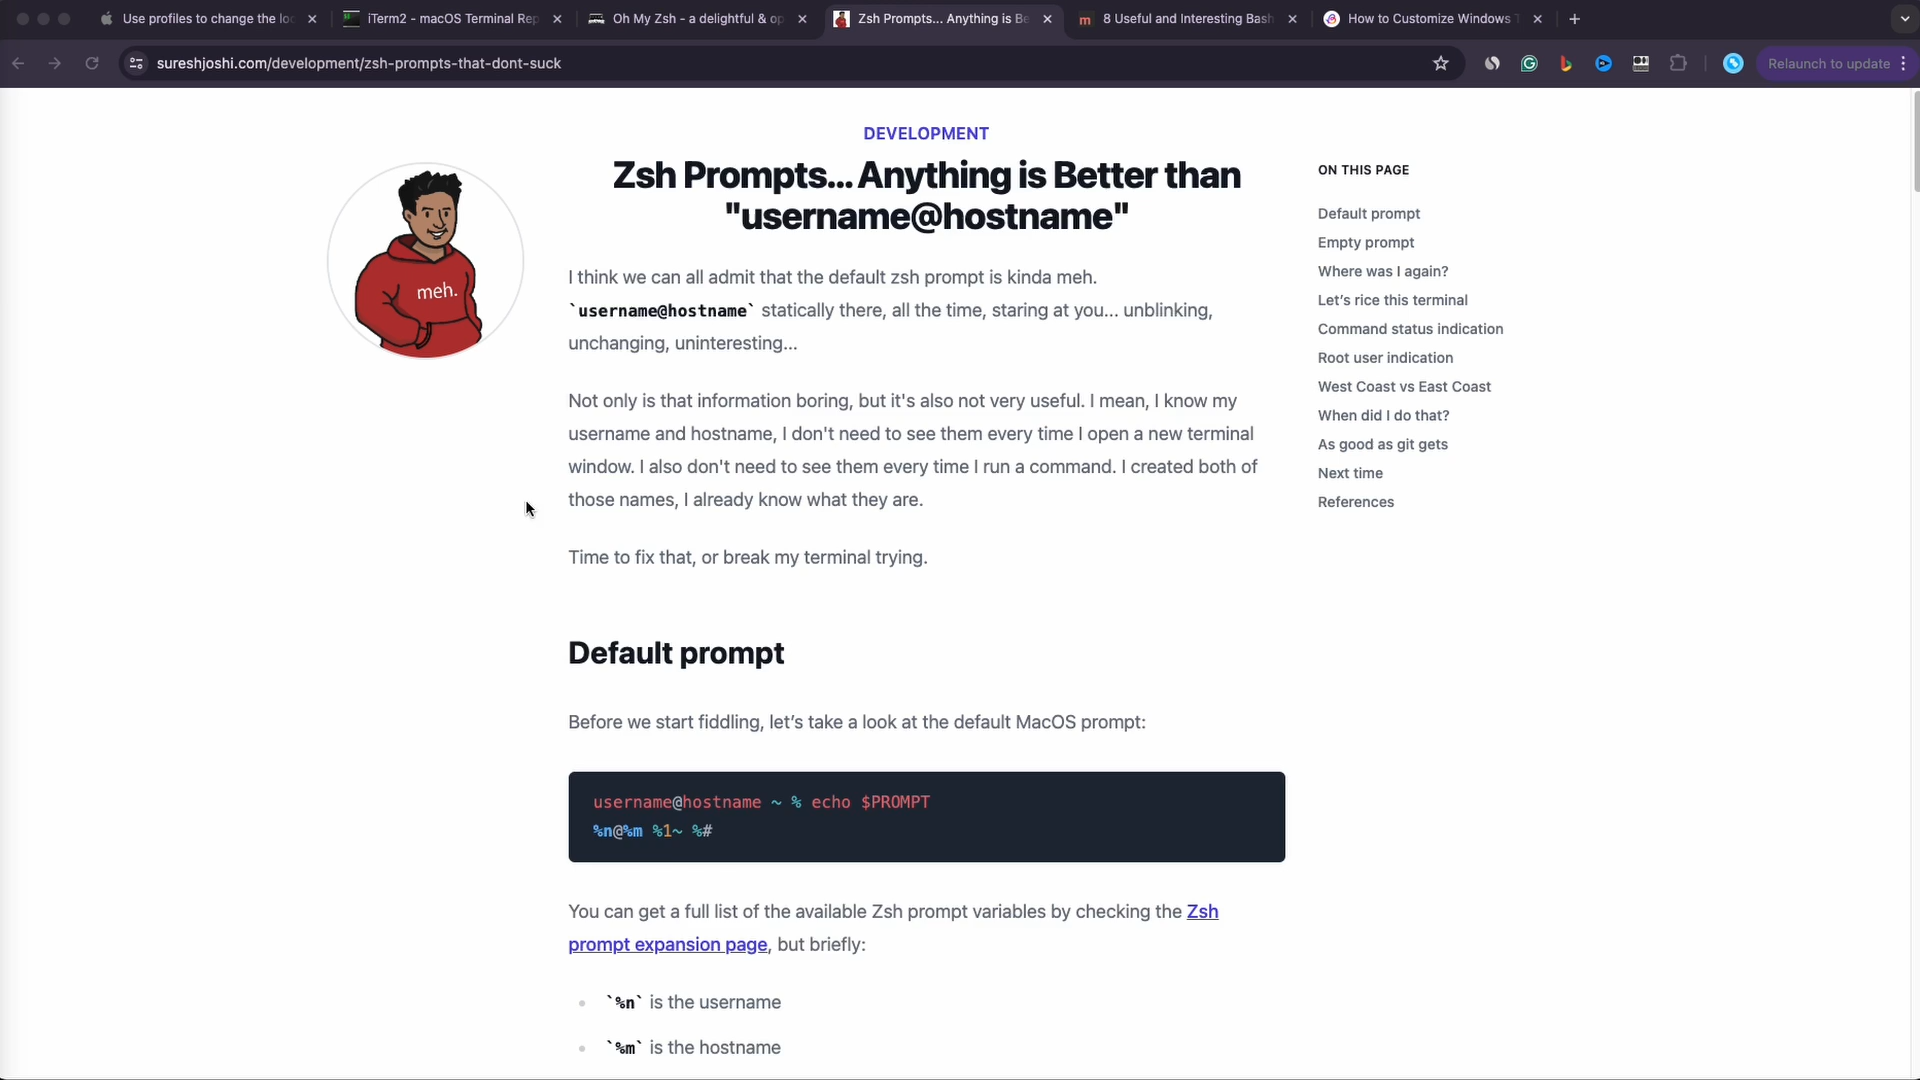 Use profiles to change the loo
iTerm2 - macOS Terminal Rep
Oh My Zsh - a delightful & op
Zsh Prompts... Anything is Be
8 Useful and Interesting Bash
How to Customize Windows T
sureshjoshi.com/development/zsh-prompts-that-dont-suck
Relaunch to update
DEVELOPMENT
Zsh Prompts... Anything is Better than
"username@hostname"
meh.
I think we can all admit that the default zsh prompt is kinda meh.
`username@hostname` statically there, all the time, staring at you... unblinking,
unchanging, uninteresting...
Not only is that information boring, but it's also not very useful. I mean, I know my
username and hostname, I don't need to see them every time I open a new terminal
window. I also don't need to see them every time I run a command. I created both of
those names, I already know what they are.
Time to fix that, or break my terminal trying.
Default prompt
Before we start fiddling, let’s take a look at the default MacOS prompt:
username@hostname ~ % echo $PROMPT
%n@%m %1~ %#
You can get a full list of the available Zsh prompt variables by checking the Zsh
prompt expansion page, but briefly:
`%n` is the username
`%m` is the hostname
ON THIS PAGE
Default prompt
Empty prompt
Where was I again?
Let’s rice this terminal
Command status indication
Root user indication
West Coast vs East Coast
When did I do that?
As good as git gets
Next time
References